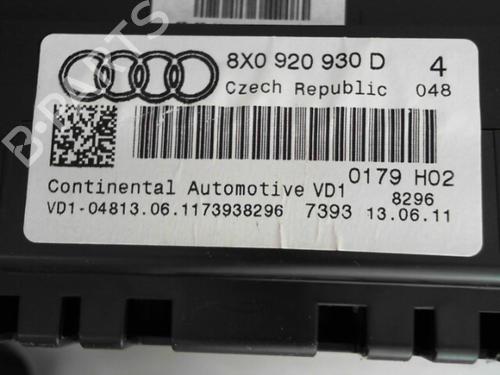 B-PARTS
8X0 920 930 D 4
Czech Republic 048
0179 H02
Continental Automotive VD1 8296
VD1-04813.06.1173938296 7393 13.06.11